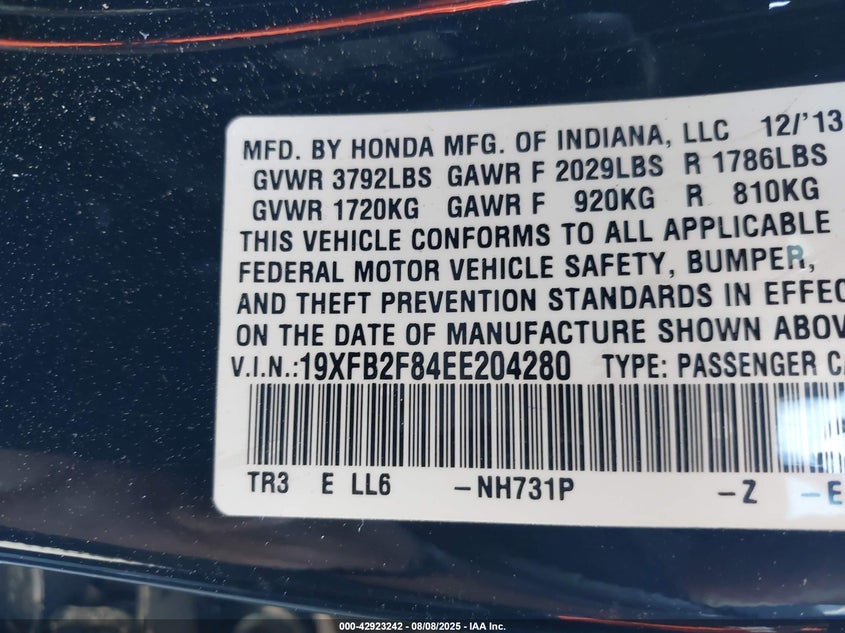 MFD. BY HONDA MFG. OF INDIANA, LLC 12/'13
GVWR 3792LBS GAWR F 2029LBS R 1786LBS
GVWR 1720KG GAWR F 920KG R 810KG
THIS VEHICLE CONFORMS TO ALL APPLICABLE
FEDERAL MOTOR VEHICLE SAFETY, BUMPER,
AND THEFT PREVENTION STANDARDS IN EFFEC
ON THE DATE OF MANUFACTURE SHOWN ABOV
V.I.N.:19XFB2F84EE204280 TYPE: PASSENGER CA
TR3 E LL6 -NH731P -Z -E
000-42923242 / 08/08/2025 - IAA Inc.